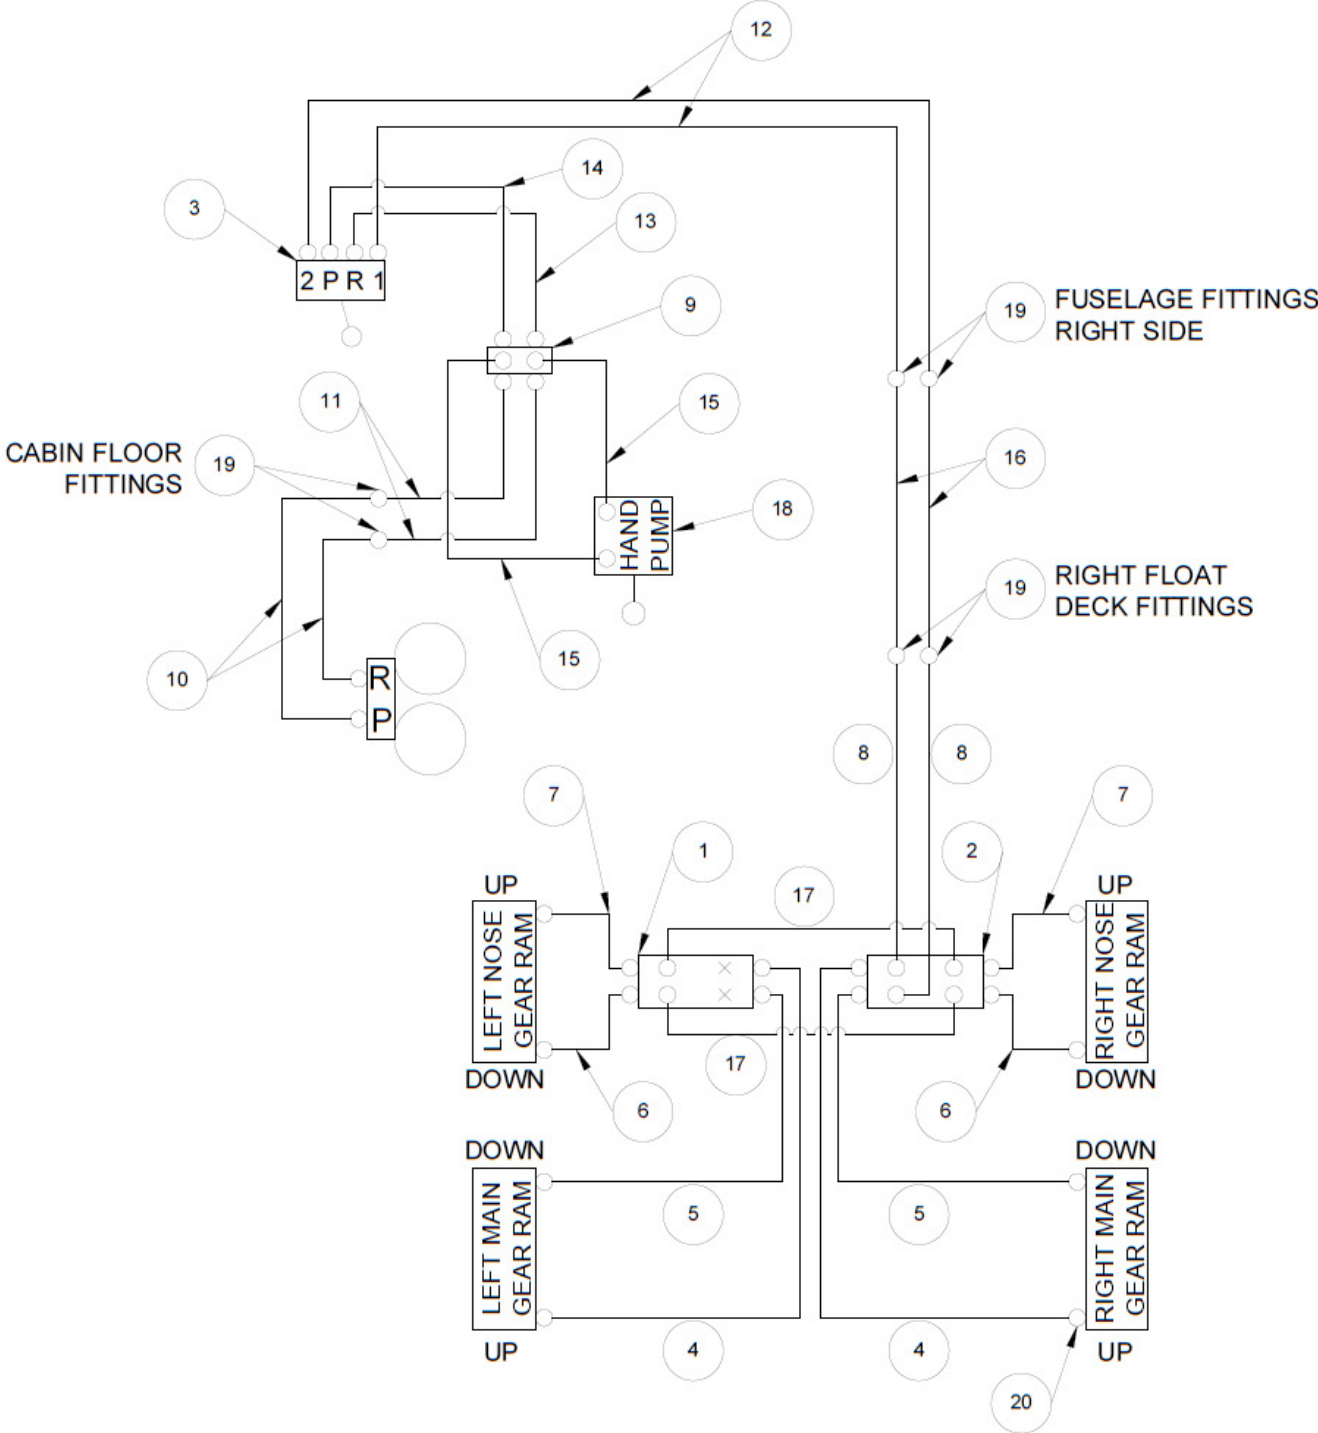 12
14
3
13
2 P R 1
9
19
FUSELAGE FITTINGS
RIGHT SIDE
11
15
CABIN FLOOR
FITTINGS
19
16
18
HAND
PUMP
19
RIGHT FLOAT
DECK FITTINGS
15
10
R
P
8
8
7
7
1
2
17
UP
LEFT NOSE
GEAR RAM
DOWN
UP
RIGHT NOSE
GEAR RAM
DOWN
17
6
6
DOWN
LEFT MAIN
GEAR RAM
UP
DOWN
RIGHT MAIN
GEAR RAM
UP
5
5
4
4
20